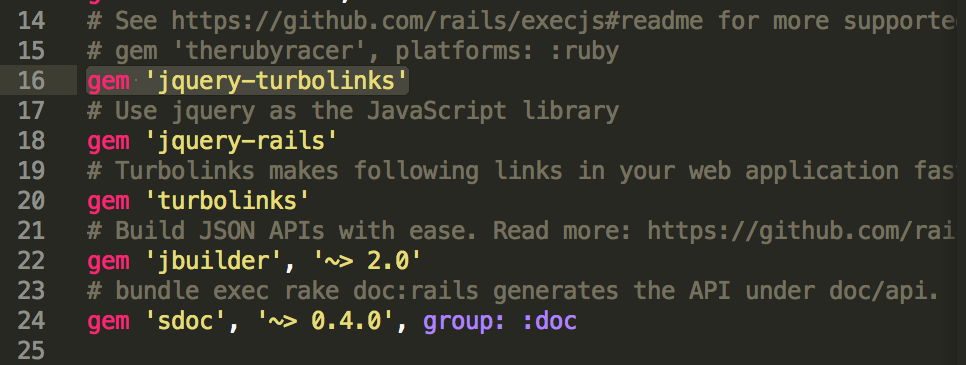 14 # See https://github.com/rails/execjs#readme for more supported
15 # gem 'therubyracer', platforms: :ruby
16 gem 'jquery-turbolinks'
17 # Use jquery as the JavaScript library
18 gem 'jquery-rails'
19 # Turbolinks makes following links in your web application fas
20 gem 'turbolinks'
21 # Build JSON APIs with ease. Read more: https://github.com/rai
22 gem 'jbuilder', '~> 2.0'
23 # bundle exec rake doc:rails generates the API under doc/api.
24 gem 'sdoc', '~> 0.4.0', group: :doc
25